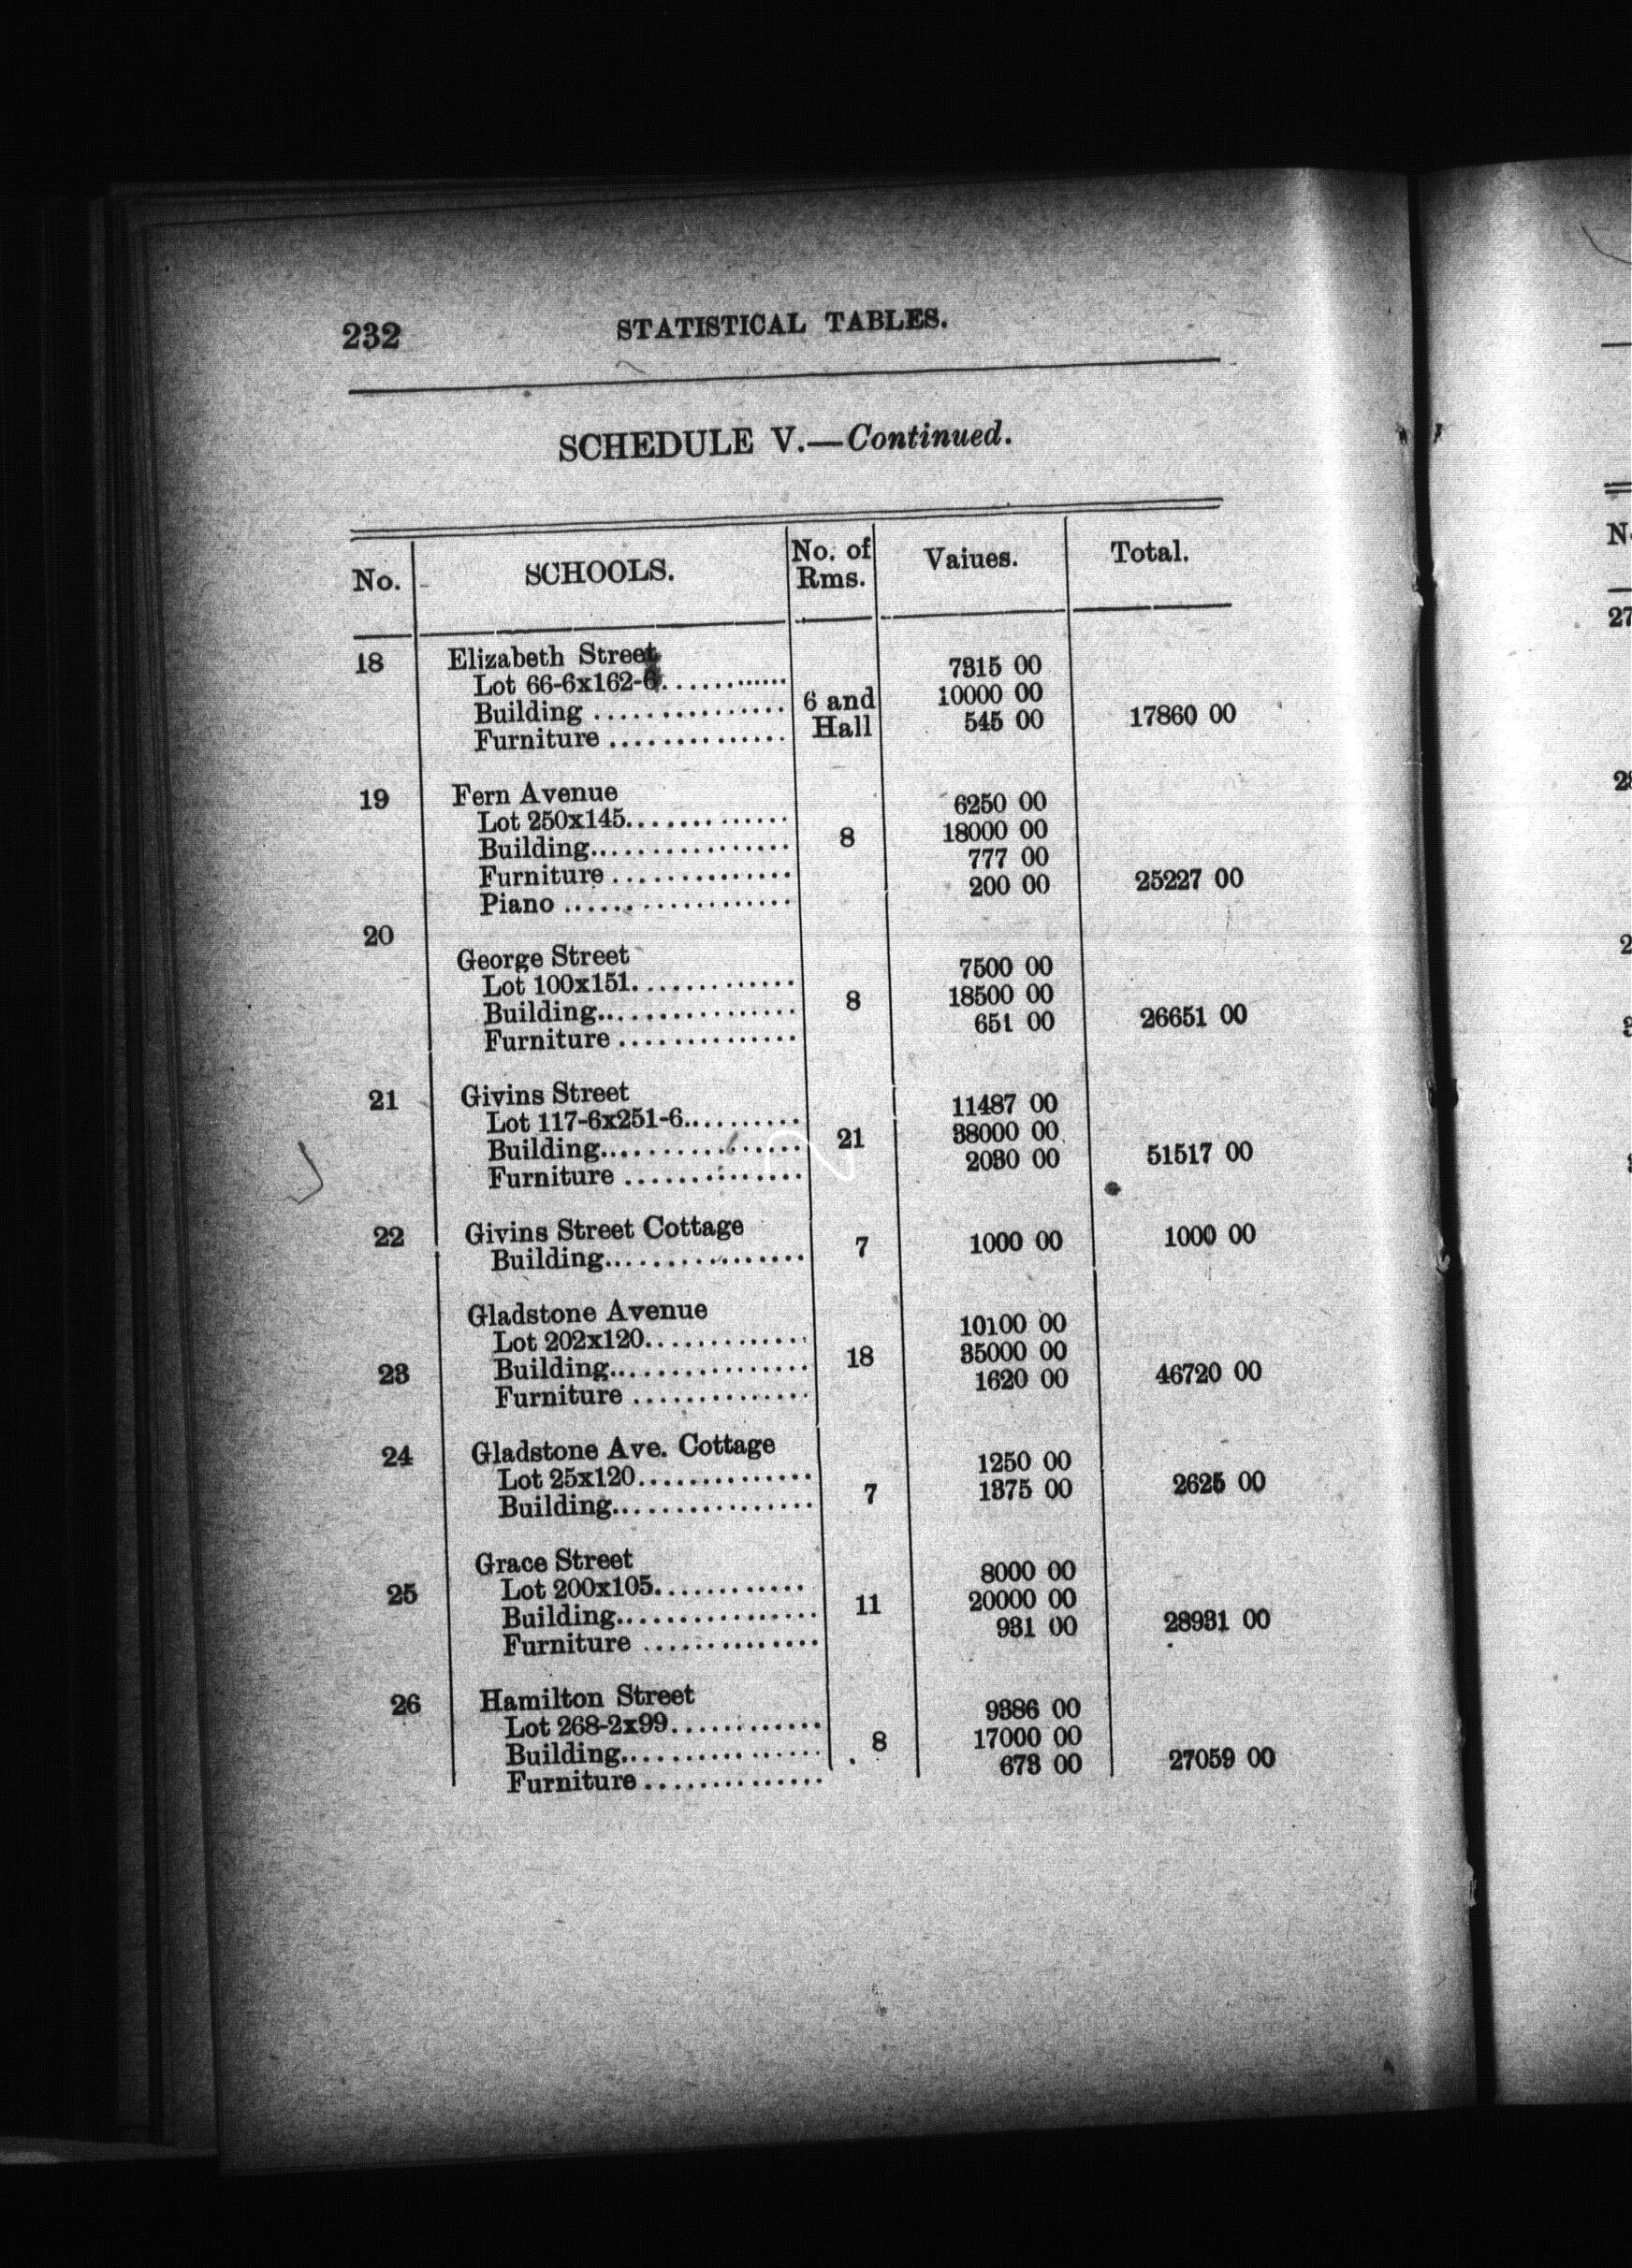 232 STATISTICAL TABLES.
SCHEDULE V.—Continued.
No. SCHOOLS. No. of Rms. Vaiues. Total.
18 Elizabeth Street
Lot 66-6x162-6............ 7315 00
Building ............... 6 and 10000 00
Furniture .............. Hall 545 00 17860 00
19 Fern Avenue
Lot 250x145............. 6250 00
Building................ 8 18000 00
Furniture .............. 777 00
Piano .................. 200 00 25227 00
20
George Street
Lot 100x151............. 7500 00
Building................ 8 18500 00
Furniture .............. 651 00 26651 00
21 Givins Street
Lot 117-6x251-6.......... 11487 00
Building................ 21 38000 00
Furniture .............. 2030 00 51517 00
22 Givins Street Cottage
Building................ 7 1000 00 1000 00
Gladstone Avenue
Lot 202x120............. 10100 00
23 Building................ 18 35000 00
Furniture .............. 1620 00 46720 00
24 Gladstone Ave. Cottage
Lot 25x120.............. 1250 00
Building................ 7 1375 00 2625 00
Grace Street
25 Lot 200x105............ 8000 00
Building................ 11 20000 00
Furniture .............. 931 00 28931 00
26 Hamilton Street
Lot 268-2x99............ 9386 00
Building................ 8 17000 00
Furniture .............. 673 00 27059 00